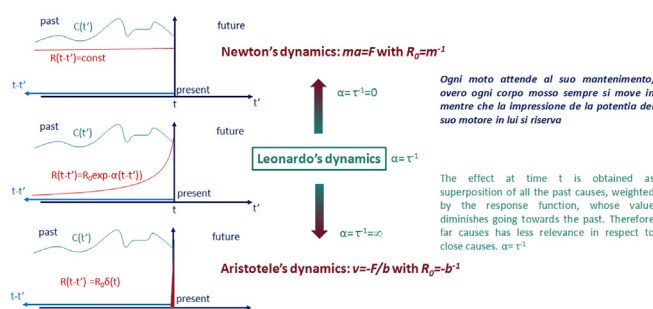 past
C(t')
future
R(t-t')=const
t-t'
present
t
t'
Newton's dynamics: ma=F with R₀=m⁻¹
α=τ⁻¹=0
past
C(t')
future
R(t-t')=R₀exp-α(t-t'))
t-t'
present
t
t'
Leonardo's dynamics
α=τ⁻¹
α=τ⁻¹=∞
past
C(t')
future
R(t-t') =R₀δ(t)
t-t'
present
Aristotele's dynamics: v=-F/b with R₀=-b⁻¹
Ogni moto attende al suo mantenimento,
overo ogni corpo mosso sempre si move in
mentre che la impressione de la potentia del
suo motore in lui si riserva
The effect at time t is obtained as
superposition of all the past causes, weighted
by the response function, whose value
diminishes going towards the past. Therefore
far causes has less relevance in respect to
close causes. α=τ⁻¹